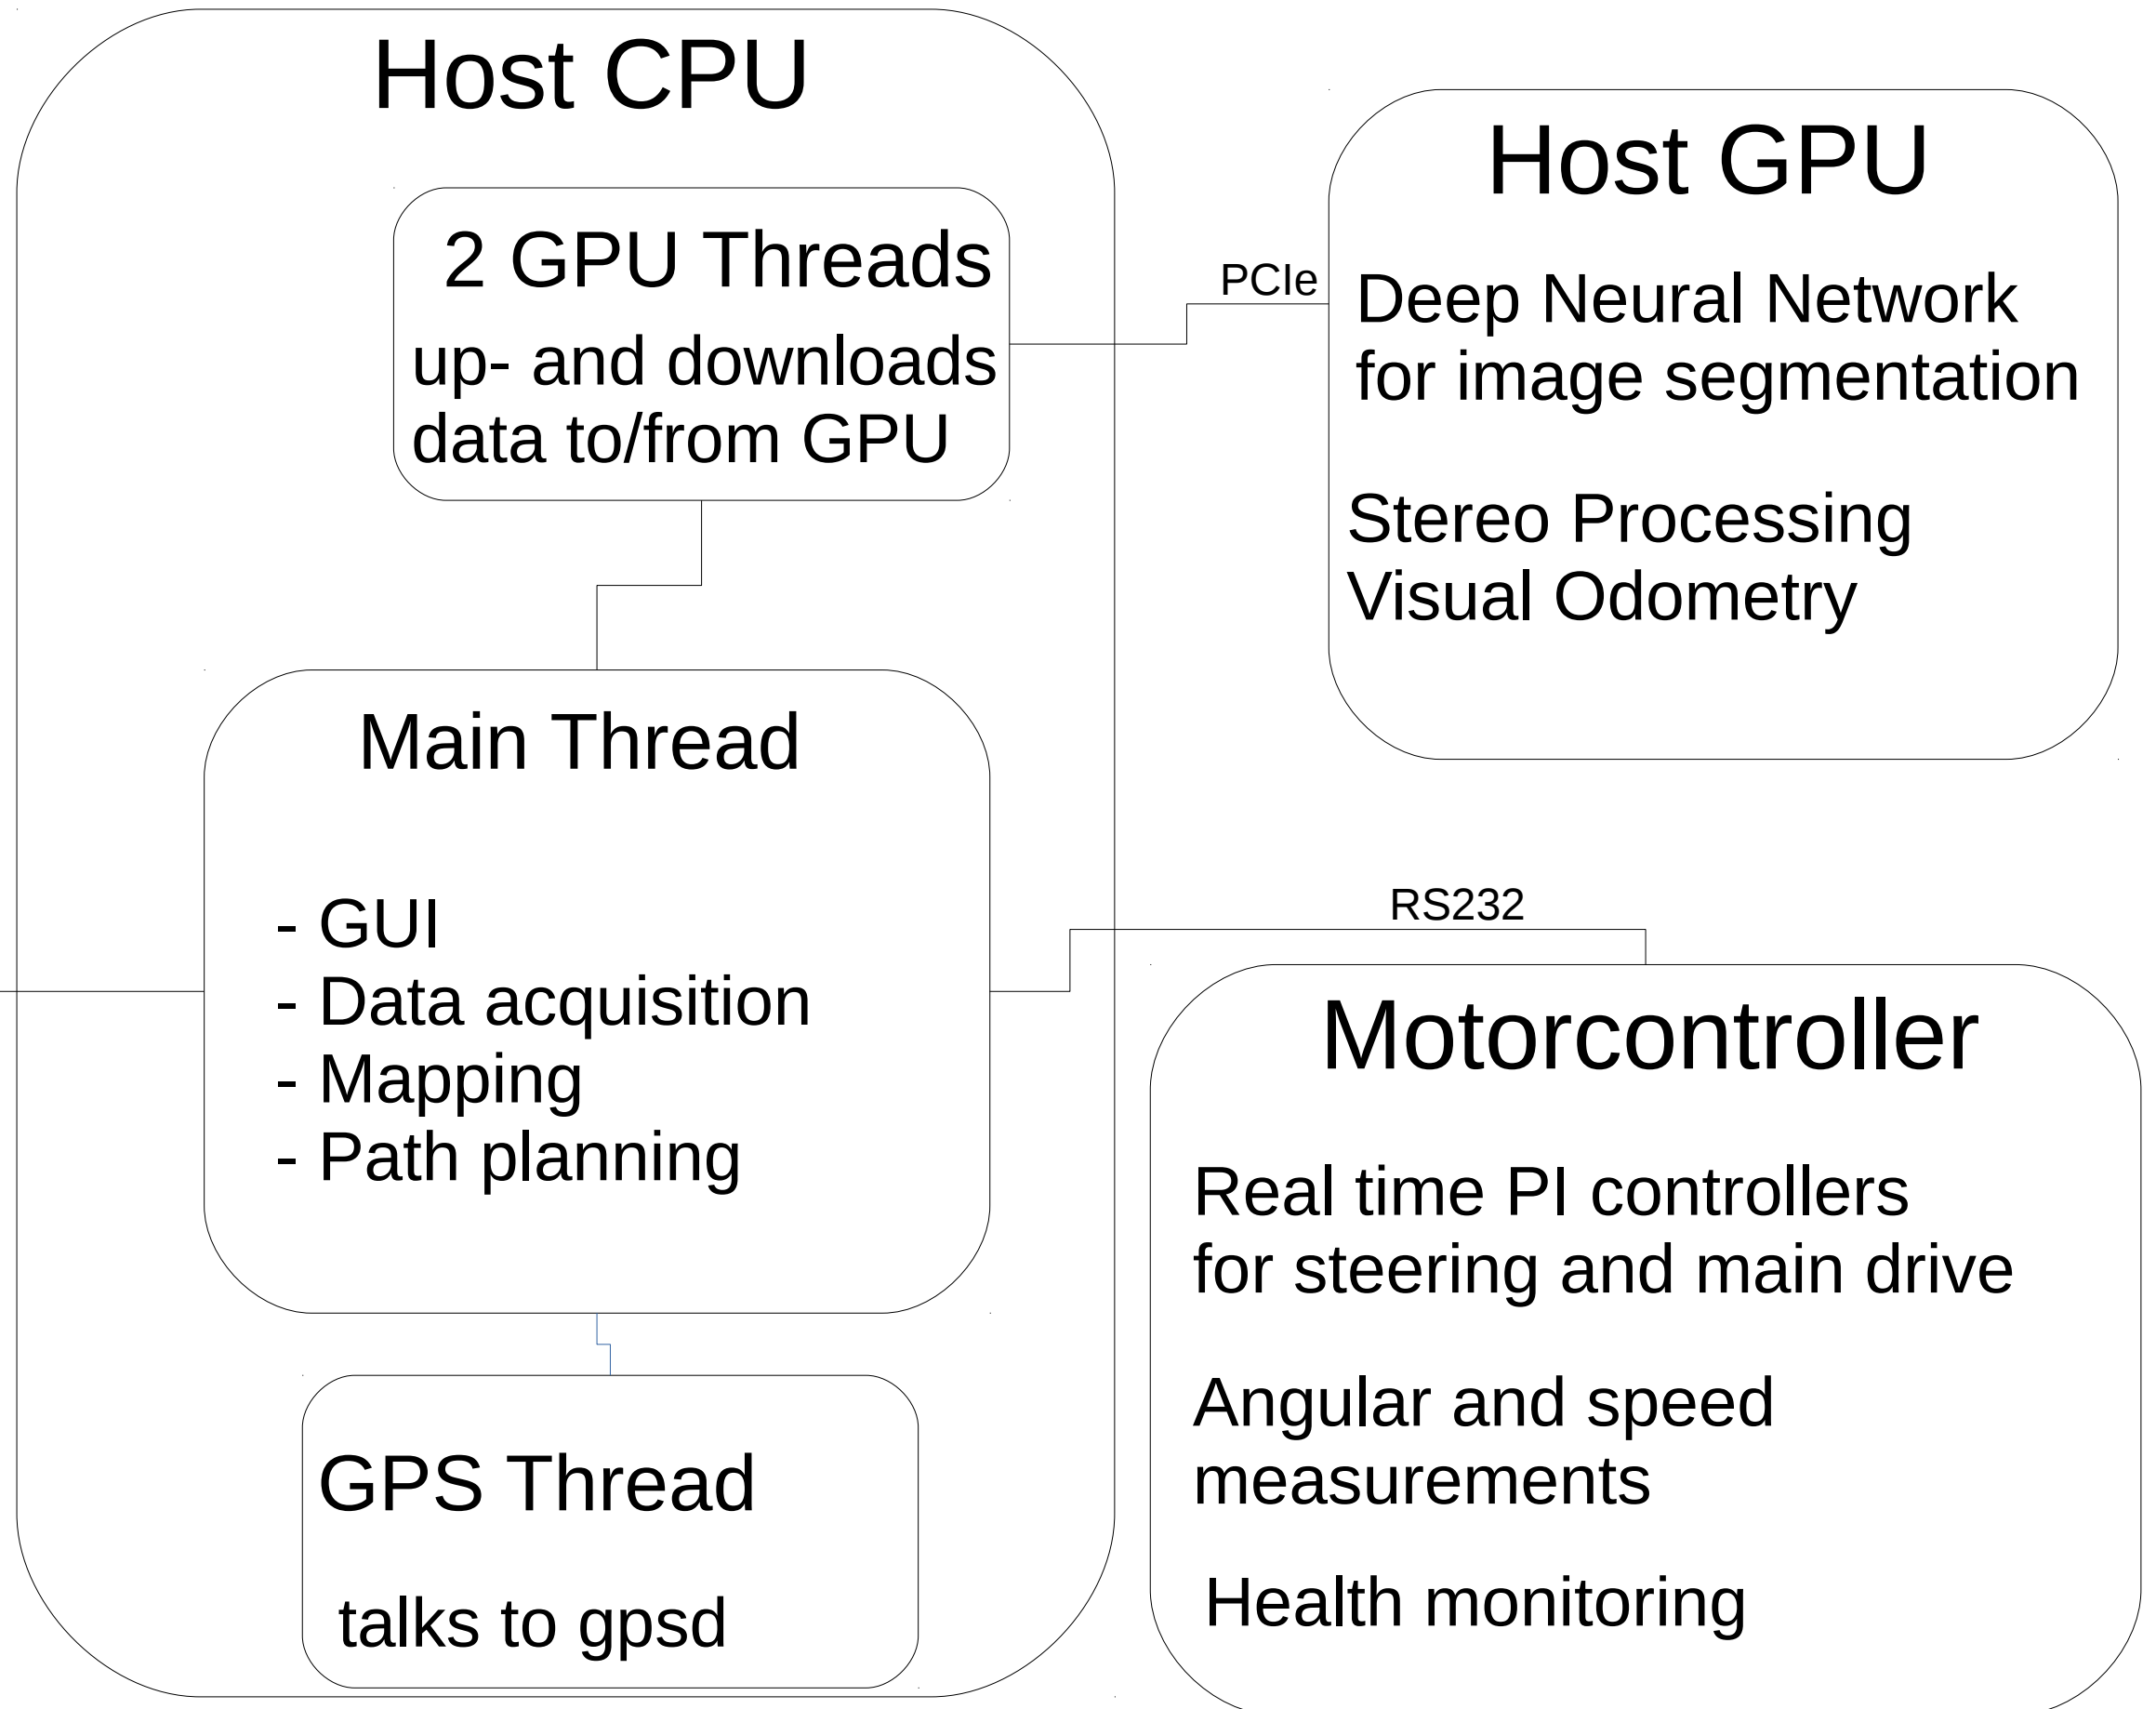 Host CPU
2 GPU Threads
up- and downloads
data to/from GPU
Main Thread
- GUI
- Data acquisition
- Mapping
- Path planning
GPS Thread
talks to gpsd
PCIe
Host GPU
Deep Neural Network
for image segmentation
Stereo Processing
Visual Odometry
RS232
Motorcontroller
Real time PI controllers
for steering and main drive
Angular and speed
measurements
Health monitoring